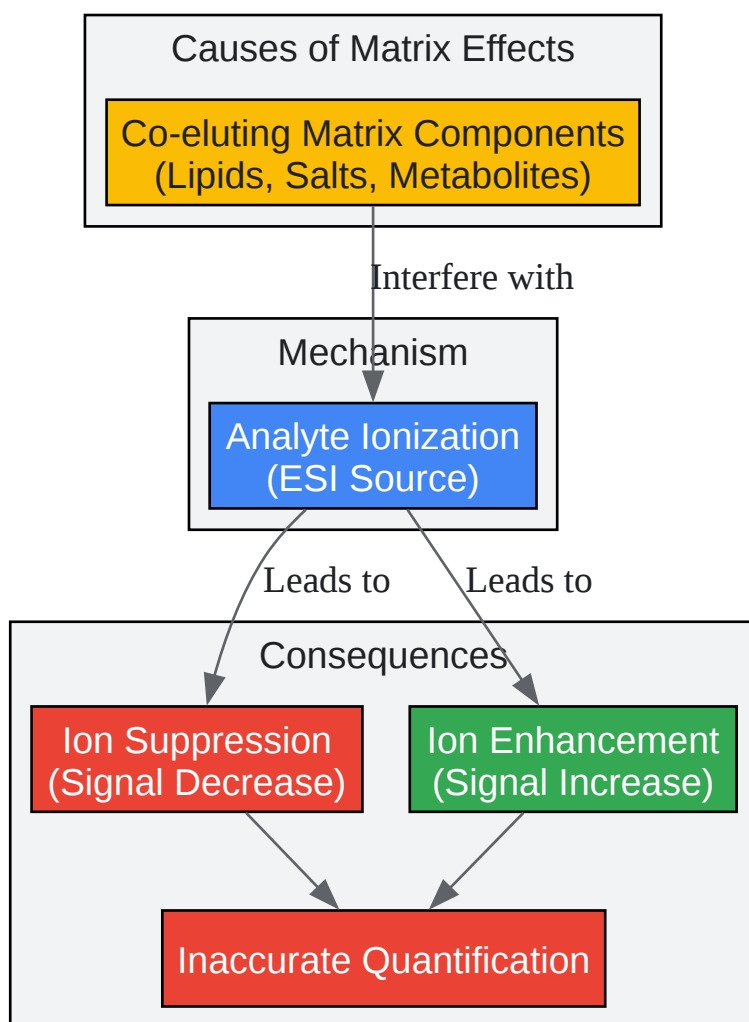 Causes of Matrix Effects
Co-eluting Matrix Components
(Lipids, Salts, Metabolites)
Interfere with
Mechanism
Analyte Ionization
(ESI Source)
Leads to
Leads to
Consequences
Ion Suppression
(Signal Decrease)
Ion Enhancement
(Signal Increase)
Inaccurate Quantification